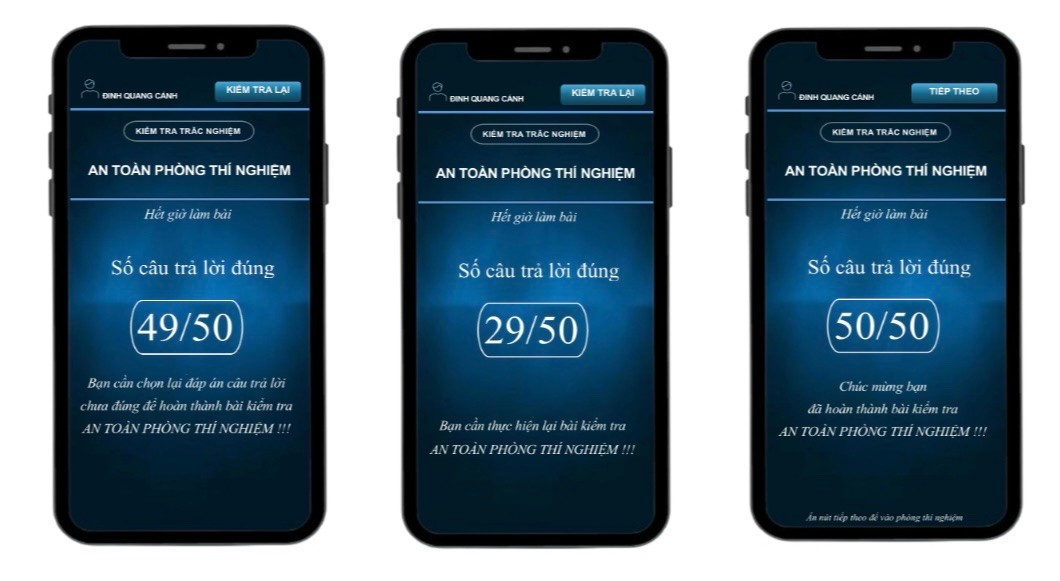 ĐINH QUANG CẢNH
KIỂM TRA LẠI
KIỂM TRA TRẮC NGHIỆM
AN TOÀN PHÒNG THÍ NGHIỆM
Hết giờ làm bài
Số câu trả lời đúng
49/50
Bạn cần chọn lại đáp án câu trả lời
chưa đúng để hoàn thành bài kiểm tra
AN TOÀN PHÒNG THÍ NGHIỆM !!!
ĐINH QUANG CẢNH
KIỂM TRA LẠI
KIỂM TRA TRẮC NGHIỆM
AN TOÀN PHÒNG THÍ NGHIỆM
Hết giờ làm bài
Số câu trả lời đúng
29/50
Bạn cần thực hiện lại bài kiểm tra
AN TOÀN PHÒNG THÍ NGHIỆM !!!
ĐINH QUANG CẢNH
TIẾP THEO
KIỂM TRA TRẮC NGHIỆM
AN TOÀN PHÒNG THÍ NGHIỆM
Hết giờ làm bài
Số câu trả lời đúng
50/50
Chúc mừng bạn
đã hoàn thành bài kiểm tra
AN TOÀN PHÒNG THÍ NGHIỆM !!!
Ấn nút tiếp theo để vào phòng thí nghiệm